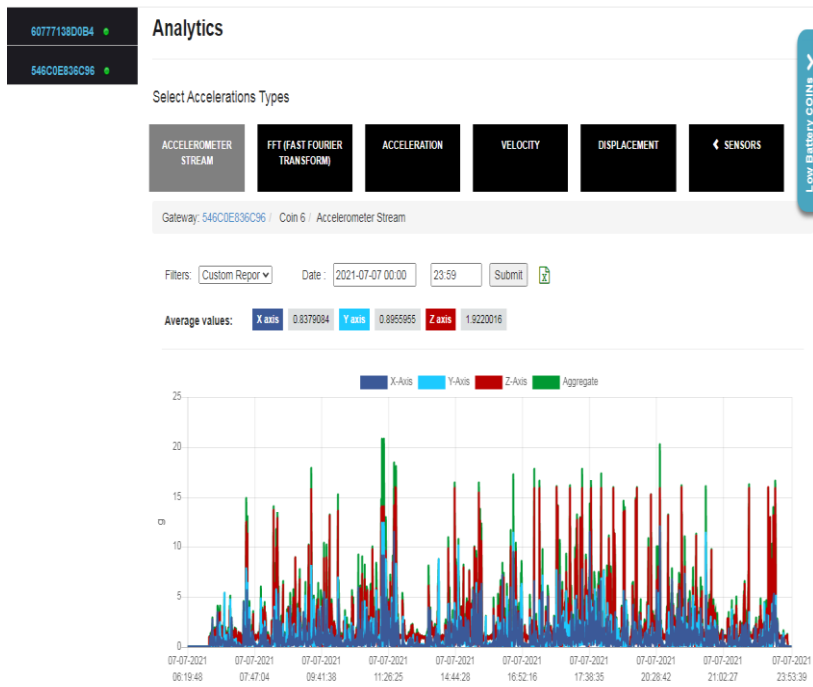 60777138D0B4
546C0E836C96
Analytics
Low Battery COINs
Select Accelerations Types
ACCELEROMETER STREAM
FFT (FAST FOURIER TRANSFORM)
ACCELERATION
VELOCITY
DISPLACEMENT
❮ SENSORS
Gateway: 546C0E836C96 / Coin 6 / Accelerometer Stream
Filters: Custom Repor Date : 2021-07-07 00:00 23:59 Submit
Average values: X axis 0.8379084 Y axis 0.8955955 Z axis 1.9220016
X-Axis Y-Axis Z-Axis Aggregate
25
20
15
10
5
0
g
07-07-2021 07-07-2021 07-07-2021 07-07-2021 07-07-2021 07-07-2021 07-07-2021 07-07-2021 07-07-2021 07-07-2021
06:19:48 07:47:04 09:41:38 11:26:25 14:44:28 16:52:16 17:38:35 20:28:42 21:02:27 23:53:39